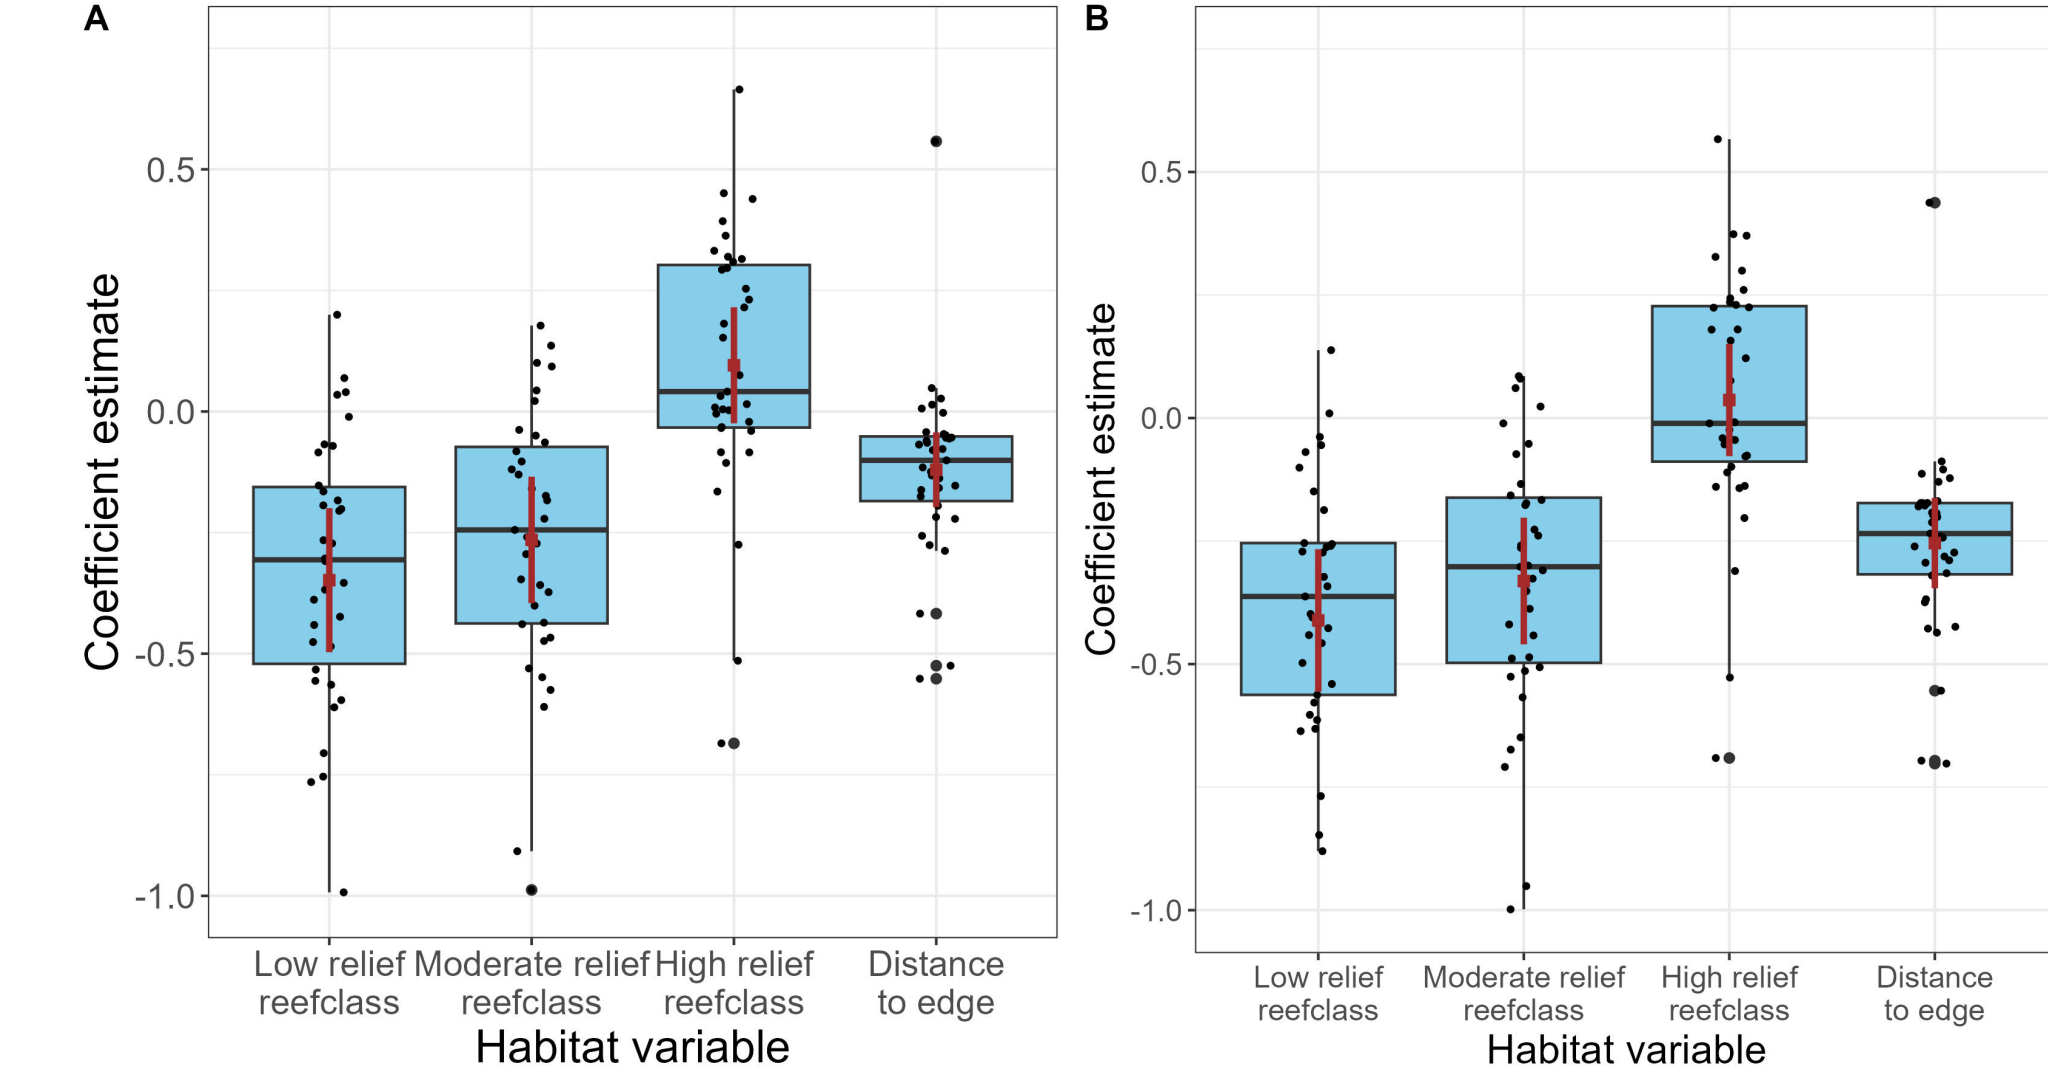 A
Coefficient estimate
0.5
0.0
-0.5
-1.0
Low relief reefclass
Moderate relief reefclass
High relief reefclass
Distance to edge
Habitat variable
B
Coefficient estimate
0.5
0.0
-0.5
-1.0
Low relief reefclass
Moderate relief reefclass
High relief reefclass
Distance to edge
Habitat variable